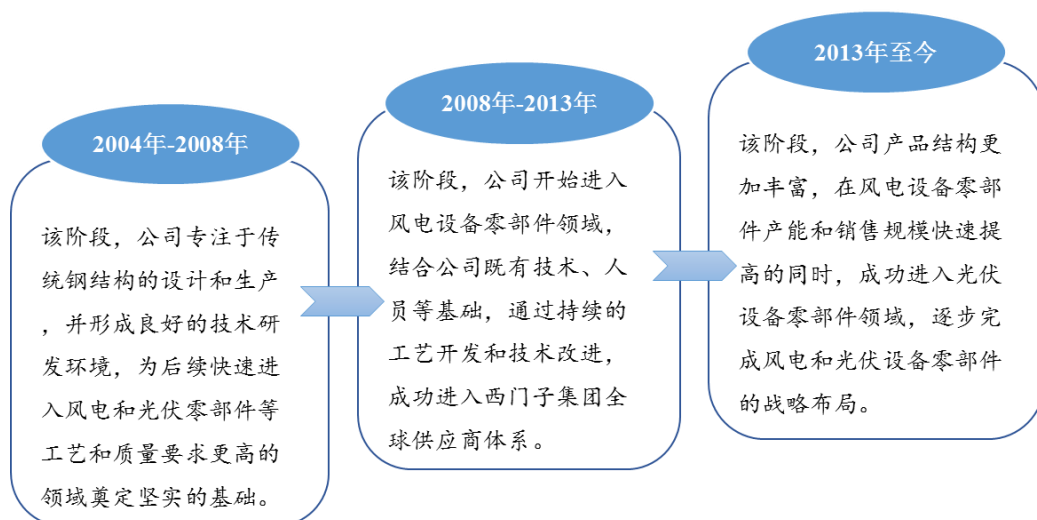 2004年-2008年
该阶段，公司专注于传
统钢结构的设计和生产
，并形成良好的技术研
发环境，为后续快速进
入风电和光伏零部件等
工艺和质量要求更高的
领域奠定坚实的基础。
2008年-2013年
该阶段，公司开始进入
风电设备零部件领域，
结合公司既有技术、人
员等基础，通过持续的
工艺开发和技术改进，
成功进入西门子集团全
球供应商体系。
2013年至今
该阶段，公司产品结构更
加丰富，在风电设备零部
件产能和销售规模快速提
高的同时，成功进入光伏
设备零部件领域，逐步完
成风电和光伏设备零部件
的战略布局。